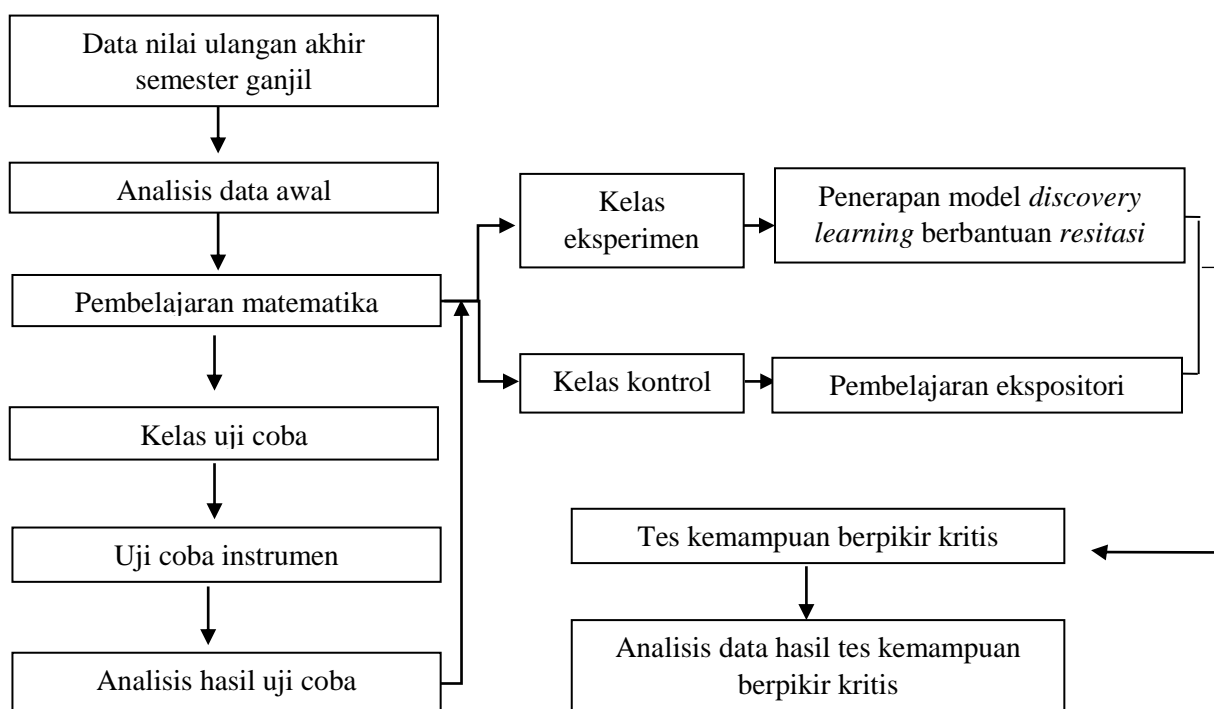 Data nilai ulangan akhir
semester ganjil
Analisis data awal
Pembelajaran matematika
Kelas uji coba
Uji coba instrumen
Analisis hasil uji coba
Kelas
eksperimen
Penerapan model discovery
learning berbantuan resitasi
Kelas kontrol
Pembelajaran ekspositori
Tes kemampuan berpikir kritis
Analisis data hasil tes kemampuan
berpikir kritis